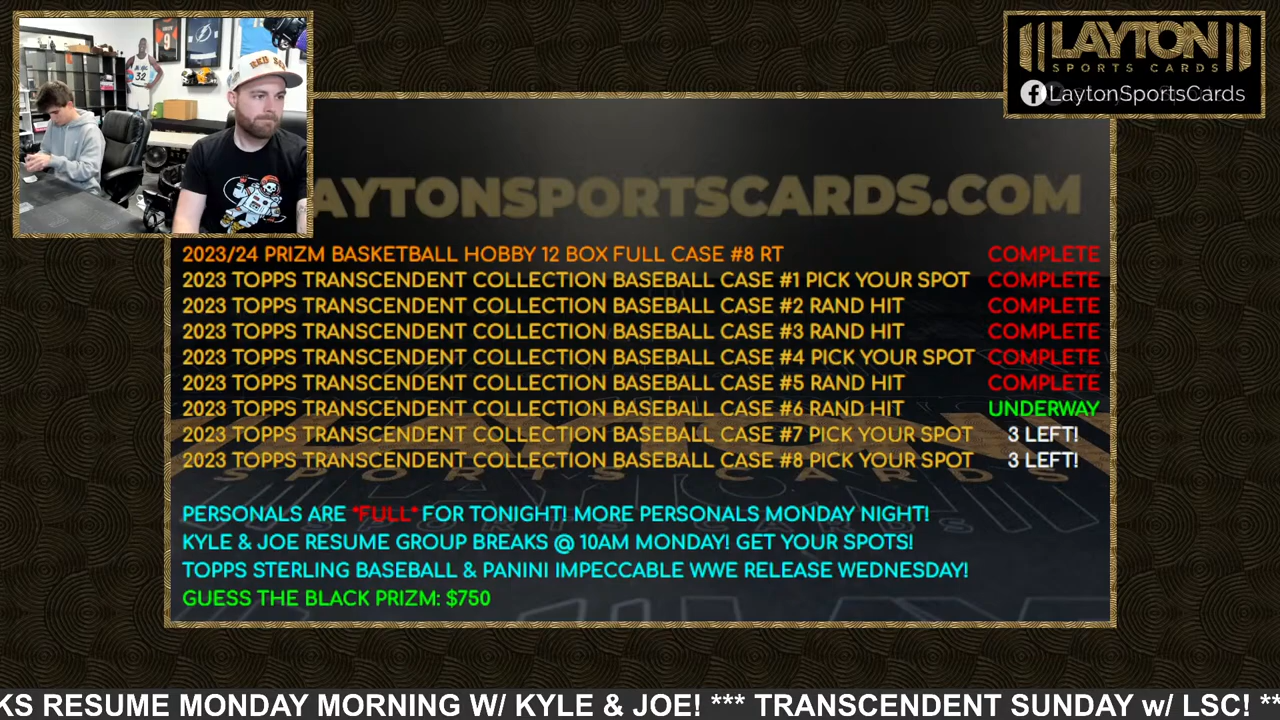 LAYTON
SPORTS CARDS
LaytonSportsCards
AYTONSPORTSCARDS.COM
2023/24 PRIZM BASKETBALL HOBBY 12 BOX FULL CASE #8 RT COMPLETE
2023 TOPPS TRANSCENDENT COLLECTION BASEBALL CASE #1 PICK YOUR SPOT COMPLETE
2023 TOPPS TRANSCENDENT COLLECTION BASEBALL CASE #2 RAND HIT COMPLETE
2023 TOPPS TRANSCENDENT COLLECTION BASEBALL CASE #3 RAND HIT COMPLETE
2023 TOPPS TRANSCENDENT COLLECTION BASEBALL CASE #4 PICK YOUR SPOT COMPLETE
2023 TOPPS TRANSCENDENT COLLECTION BASEBALL CASE #5 RAND HIT COMPLETE
2023 TOPPS TRANSCENDENT COLLECTION BASEBALL CASE #6 RAND HIT UNDERWAY
2023 TOPPS TRANSCENDENT COLLECTION BASEBALL CASE #7 PICK YOUR SPOT 3 LEFT!
2023 TOPPS TRANSCENDENT COLLECTION BASEBALL CASE #8 PICK YOUR SPOT 3 LEFT!
SPORTS CARDS
PERSONALS ARE *FULL* FOR TONIGHT! MORE PERSONALS MONDAY NIGHT!
KYLE & JOE RESUME GROUP BREAKS @ 10AM MONDAY! GET YOUR SPOTS!
TOPPS STERLING BASEBALL & PANINI IMPECCABLE WWE RELEASE WEDNESDAY!
GUESS THE BLACK PRIZM: $750
KS RESUME MONDAY MORNING W/ KYLE & JOE! *** TRANSCENDENT SUNDAY w/ LSC! **